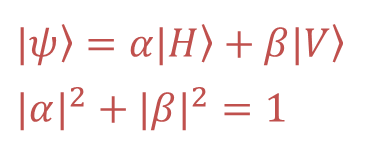 |ψ⟩ = α|H⟩ + β|V⟩
|α|² + |β|² = 1